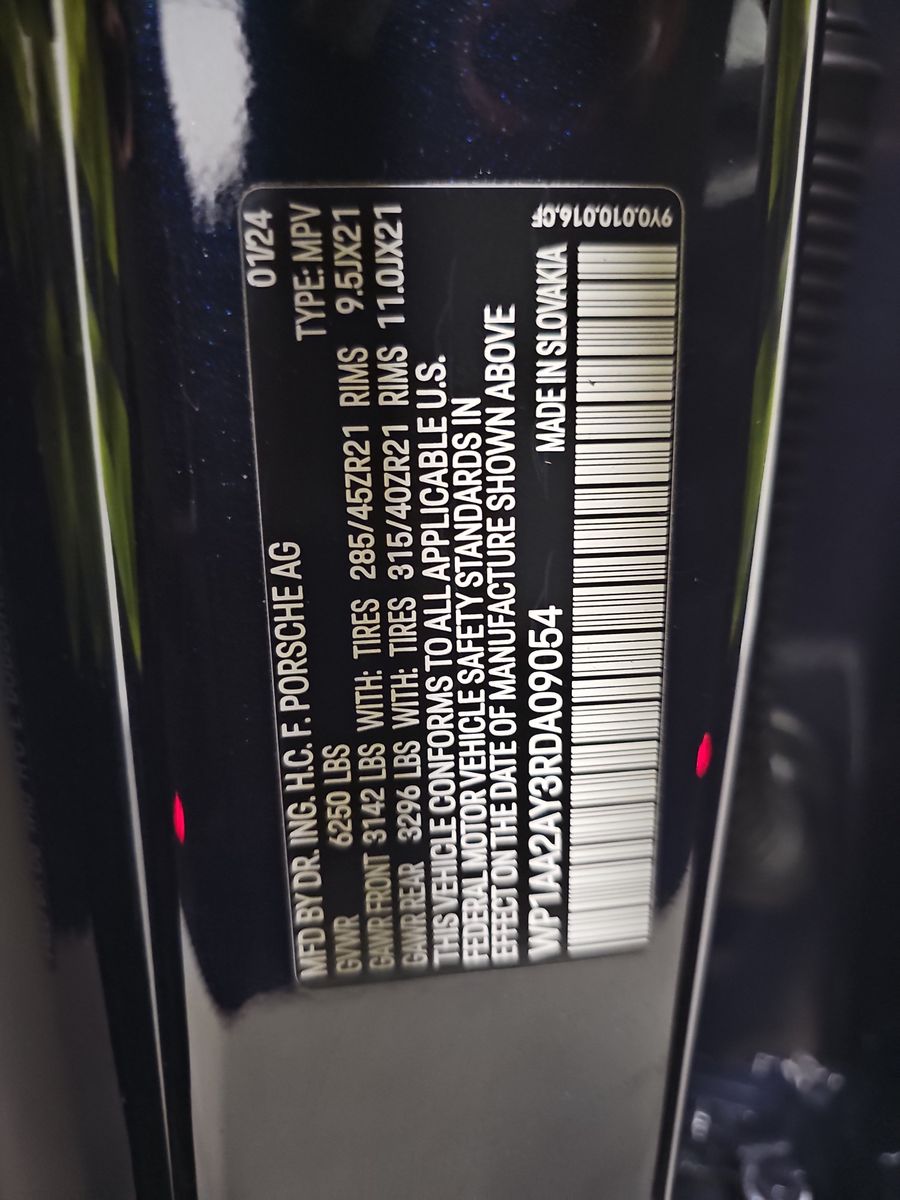 MFD BY DR. ING. H.C. F. PORSCHE AG 01/24
GVWR 6250 LBS TYPE: MPV
GAWR FRONT 3142 LBS WITH: TIRES 285/45ZR21 RIMS 9.5JX21
GAWR REAR 3296 LBS WITH: TIRES 315/40ZR21 RIMS 11.0JX21
THIS VEHICLE CONFORMS TO ALL APPLICABLE U.S.
FEDERAL MOTOR VEHICLE SAFETY STANDARDS IN
EFFECT ON THE DATE OF MANUFACTURE SHOWN ABOVE
WP1AA2AY3RDA09054 MADE IN SLOVAKIA
9Y0.010.016.CF